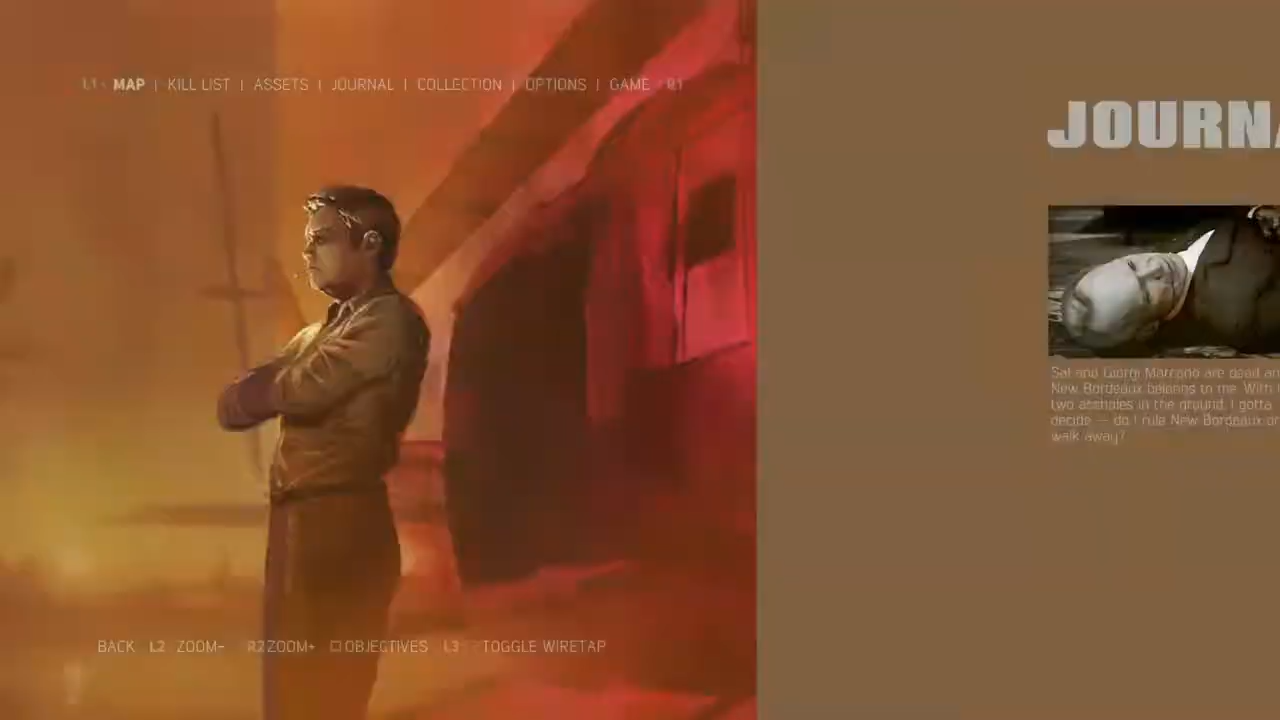 L1 MAP | KILL LIST | ASSETS | JOURNAL | COLLECTION | OPTIONS | GAME R1
JOURNA
Sal and Giorgi Marcano are dead an
New Bordeaux belongs to me. With
two assholes in the ground, I gotta
decide — do I rule New Bordeaux or
walk away?
BACK L2 ZOOM- R2 ZOOM+ OBJECTIVES L3 TOGGLE WIRETAP